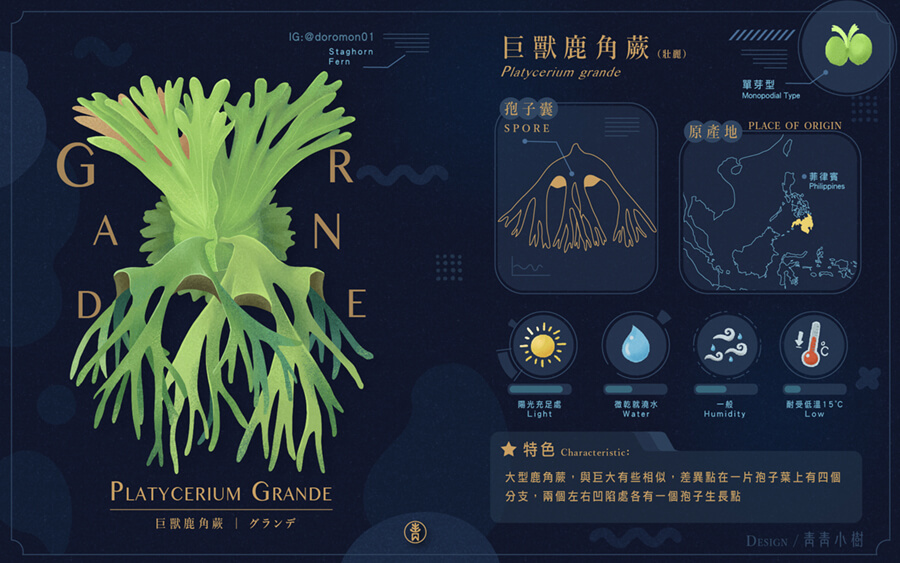 IG:@doromon01
Staghorn
Fern
G R
A N
D E
PLATYCERIUM GRANDE
巨獸鹿角蕨 | グランデ
巨獸鹿角蕨(壯麗)
Platycerium grande
單芽型
Monopodial Type
孢子囊
SPORE
原產地 PLACE OF ORIGIN
菲律賓
Philippines
陽光充足處
Light
微乾就澆水
Water
一般
Humidity
°C
耐受低溫15°C
Low
特色 Characteristic:
大型鹿角蕨，與巨大有些相似，差異點在一片孢子葉上有四個
分支，兩個左右凹陷處各有一個孢子生長點
DESIGN / 青青小樹